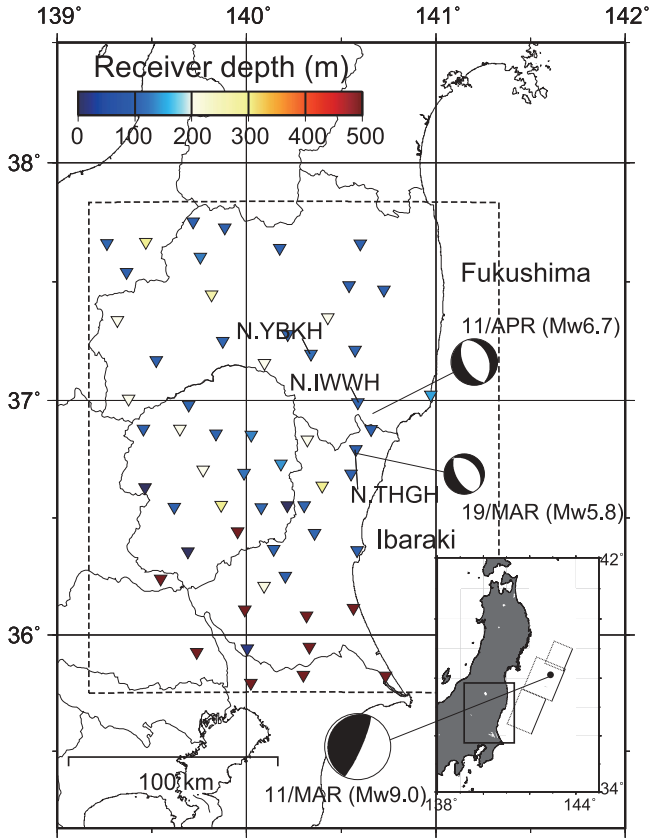 139˚ 140˚ 141˚ 142˚
Receiver depth (m)
0 100 200 300 400 500
38˚
Fukushima
11/APR (Mw6.7)
N.YBKH
N.IWWH
37˚
N.THGH
19/MAR (Mw5.8)
Ibaraki
42˚
36˚
100 km
11/MAR (Mw9.0)
34˚
138˚ 144˚